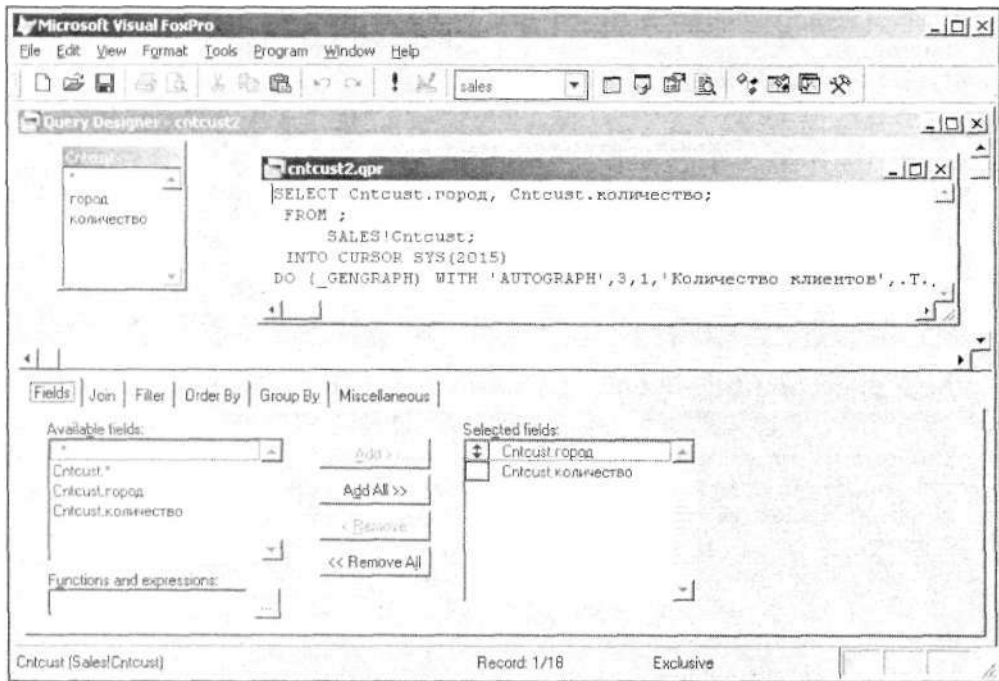 Microsoft Visual FoxPro
File Edit View Format Tools Program Window Help
sales
Query Designer - cntcust2
Cntcust
*
город
количество
cntcust2.qpr
SELECT Cntcust.город, Cntcust.количество;
FROM ;
SALES!Cntcust;
INTO CURSOR SYS(2015)
DO (_GENGRAPH) WITH 'AUTOGRAPH',3,1,'Количество клиентов',.T.,
Fields Join Filter Order By Group By Miscellaneous
Available fields:
*
Cntcust.*
Cntcust.город
Cntcust.количество
Functions and expressions:
...
Add >
Add All >>
< Remove
<< Remove All
Selected fields:
Cntcust.город
Cntcust.количество
Cntcust (Sales!Cntcust)
Record: 1/18
Exclusive